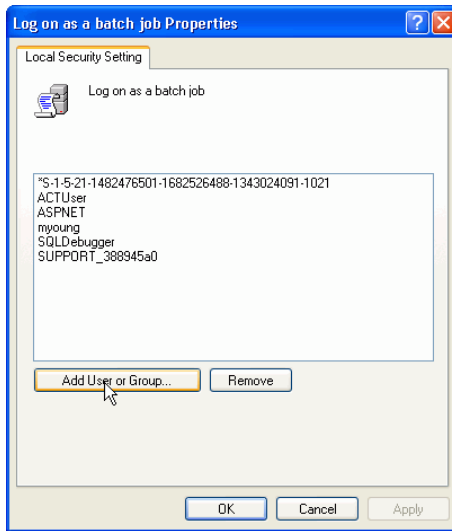 Log on as a batch job Properties
Local Security Setting
Log on as a batch job
*S-1-5-21-1482476501-1682526488-1343024091-1021
ACTUser
ASPNET
myoung
SQLDebugger
SUPPORT_388945a0
Add User or Group...
Remove
OK
Cancel
Apply